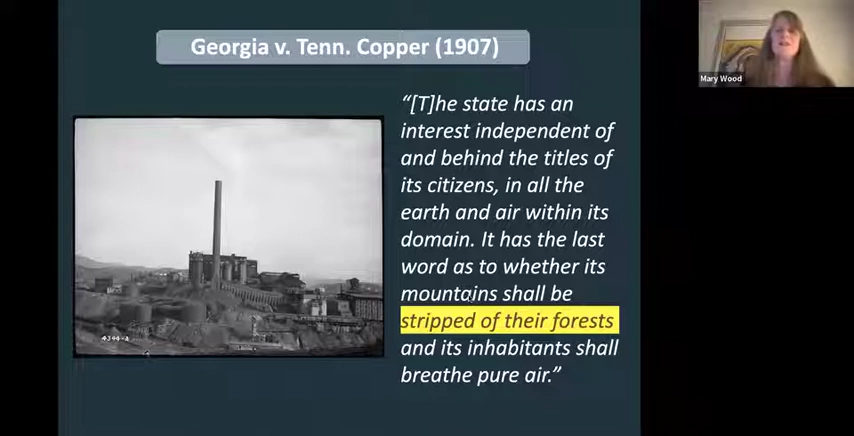 Georgia v. Tenn. Copper (1907)
Mary Wood
“[T]he state has an
interest independent of
and behind the titles of
its citizens, in all the
earth and air within its
domain. It has the last
word as to whether its
mountains shall be
stripped of their forests
and its inhabitants shall
breathe pure air.”
4344-A